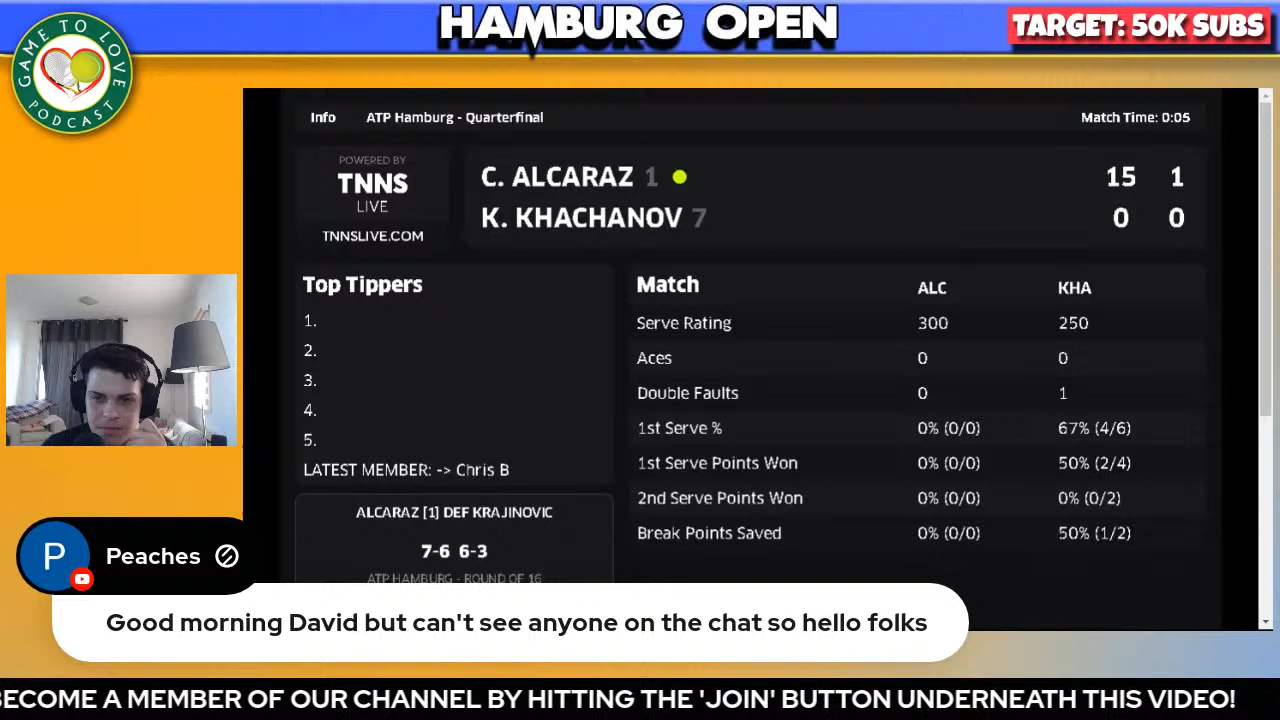 HAMBURG OPEN
TARGET: 50K SUBS
GAME TO LOVE
PODCAST
Info ATP Hamburg - Quarterfinal Match Time: 0:05
POWERED BY
TNNS
LIVE
TNNSLIVE.COM
C. ALCARAZ 1 15 1
K. KHACHANOV 7 0 0
Top Tippers
1.
2.
3.
4.
5.
LATEST MEMBER: -> Chris B
ALCARAZ [1] DEF KRAJINOVIC
7-6 6-3
ATP HAMBURG - ROUND OF 16
Match ALC KHA
Serve Rating 300 250
Aces 0 0
Double Faults 0 1
1st Serve % 0% (0/0) 67% (4/6)
1st Serve Points Won 0% (0/0) 50% (2/4)
2nd Serve Points Won 0% (0/0) 0% (0/2)
Break Points Saved 0% (0/0) 50% (1/2)
P Peaches
Good morning David but can't see anyone on the chat so hello folks
BECOME A MEMBER OF OUR CHANNEL BY HITTING THE 'JOIN' BUTTON UNDERNEATH THIS VIDEO!